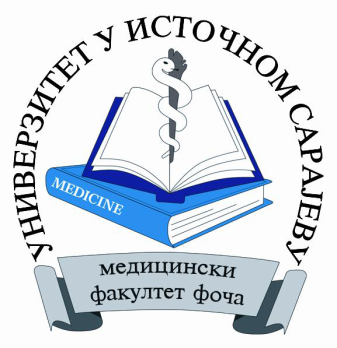 УНИВЕРЗИТЕТ У ИСТОЧНОМ САРАЈЕВУ
MEDICINE
медицински
факултет фоча